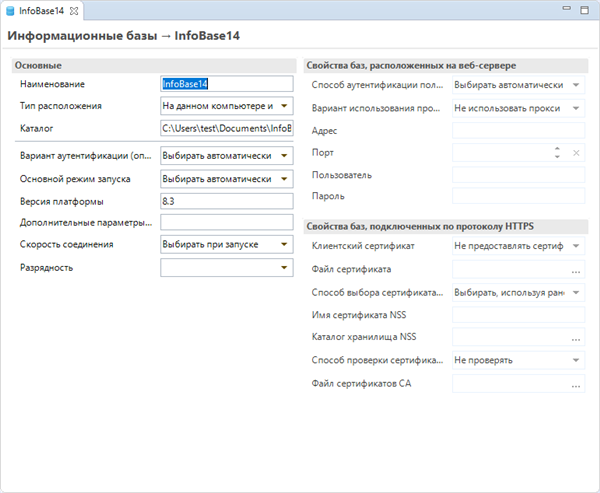 InfoBase14
Информационные базы → InfoBase14
Основные
Наименование InfoBase14
Тип расположения На данном компьютере и
Каталог C:\Users\test\Documents\InfoB
Вариант аутентификации (оп... Выбирать автоматически
Основной режим запуска Выбирать автоматически
Версия платформы 8.3
Дополнительные параметры...
Скорость соединения Выбирать при запуске
Разрядность
Свойства баз, расположенных на веб-сервере
Способ аутентификации пол... Выбирать автоматически
Вариант использования про... Не использовать прокси
Адрес
Порт
Пользователь
Пароль
Свойства баз, подключенных по протоколу HTTPS
Клиентский сертификат Не предоставлять сертиф
Файл сертификата ...
Способ выбора сертификата... Выбирать, используя ран
Имя сертификата NSS
Каталог хранилища NSS ...
Способ проверки сертифика... Не проверять
Файл сертификатов CA ...